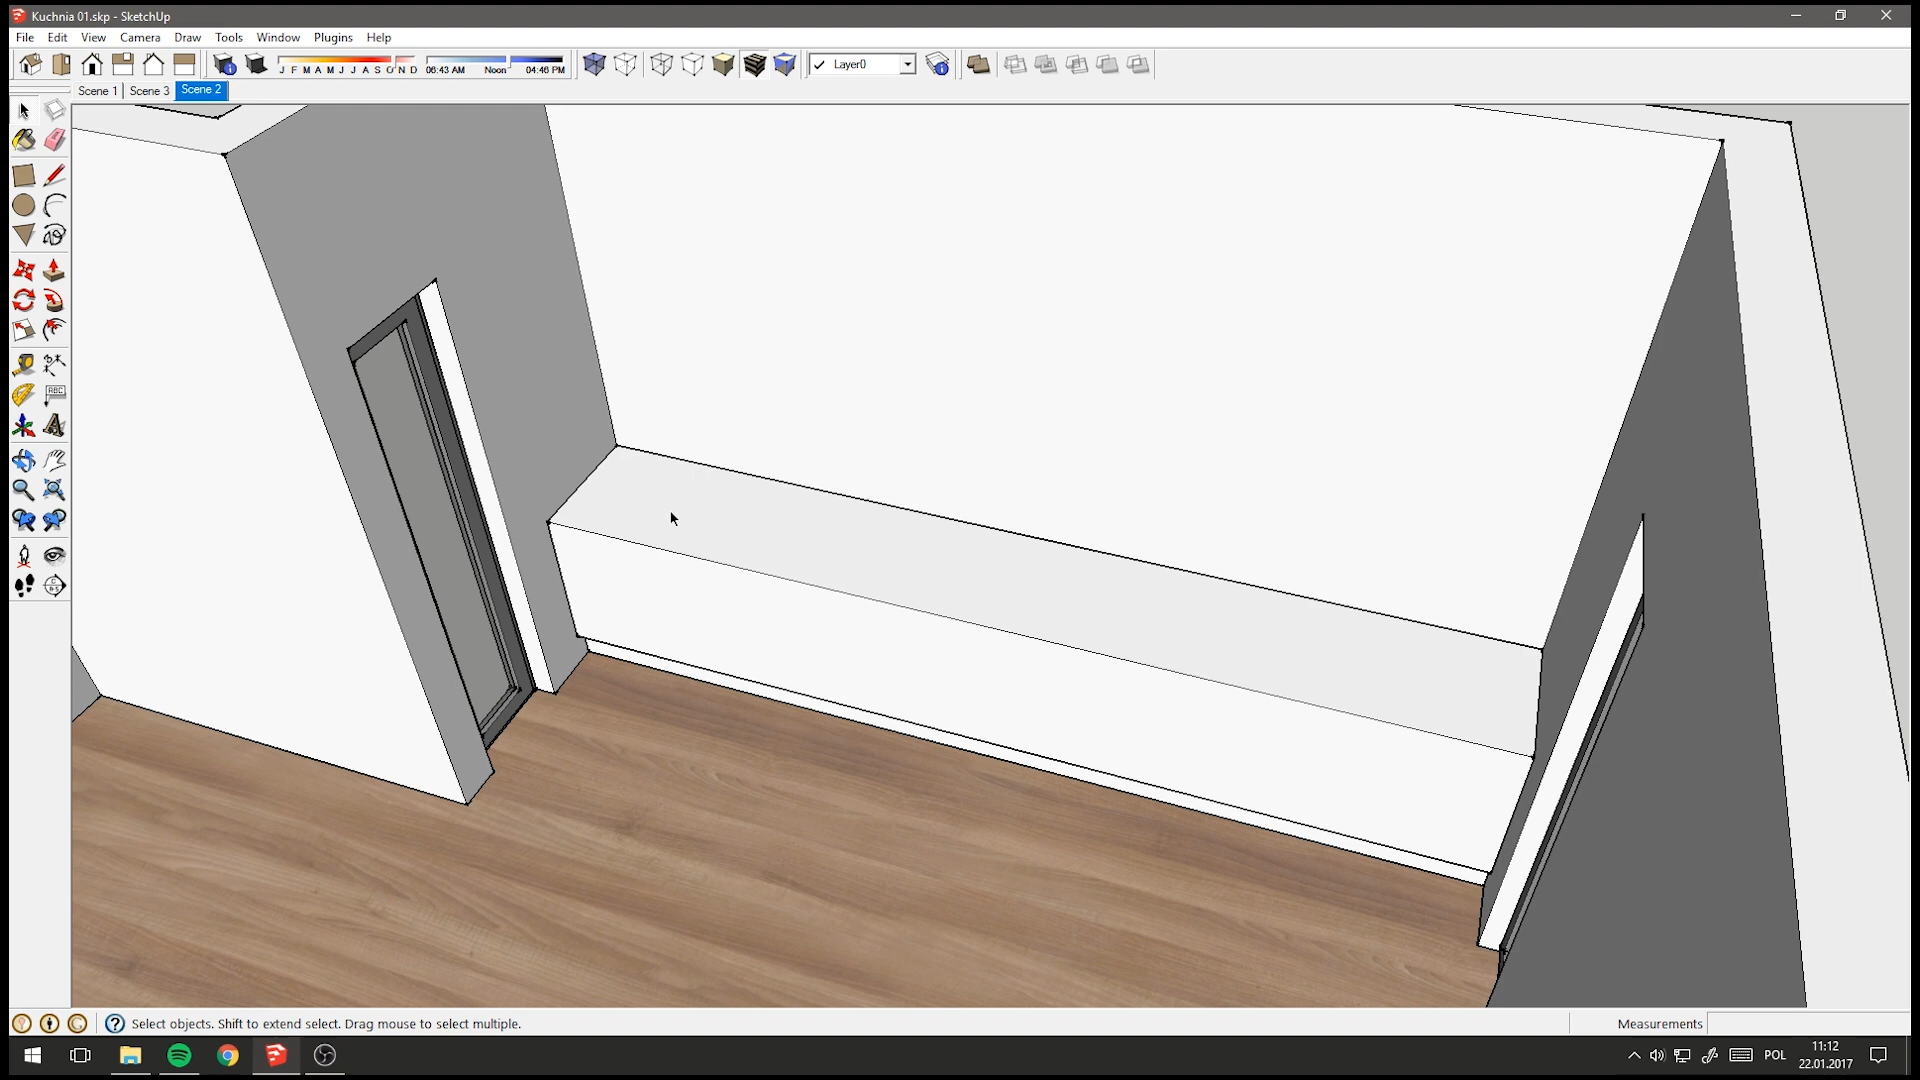 Kuchnia 01.skp - SketchUp
File Edit View Camera Draw Tools Window Plugins Help
J F M A M J J A S O N D 06:43 AM Noon 04:46 PM Layer0
Scene 1 Scene 3 Scene 2
ABC
Select objects. Shift to extend select. Drag mouse to select multiple. Measurements
POL 11:12
22.01.2017